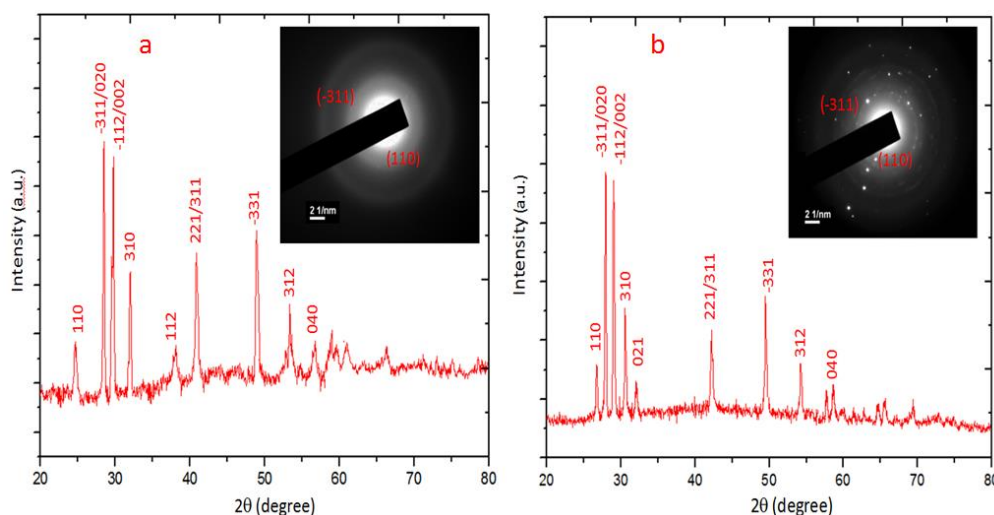 a
(-311)
(110)
2 1/nm
-311/020
-112/002
110
310
112
221/311
-331
312
040
Intensity (a.u.)
20 30 40 50 60 70 80
2θ (degree)
b
(-311)
(110)
2 1/nm
-311/020
-112/002
110
310
021
221/311
-331
312
040
Intensity (a.u.)
20 30 40 50 60 70 80
2θ (degree)